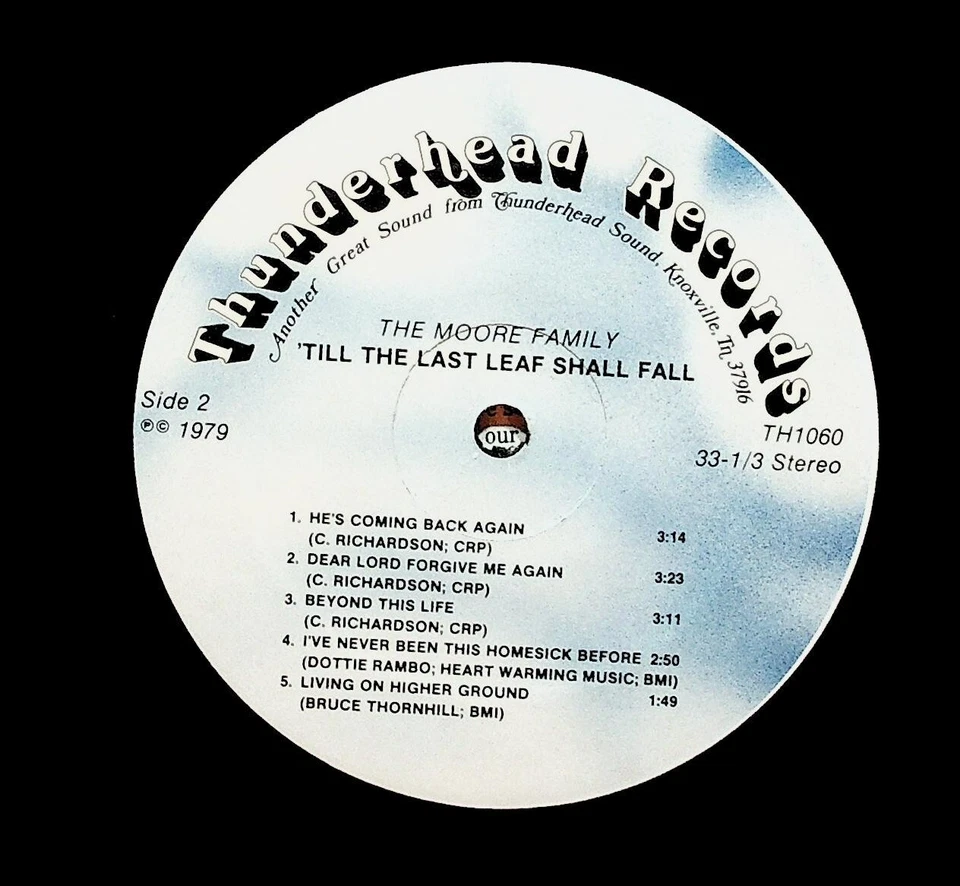 Thunderhead Records
Another Great Sound from Thunderhead Sound, Knoxville, Tn 37916
THE MOORE FAMILY
'TILL THE LAST LEAF SHALL FALL
Side 2
℗© 1979
our
TH1060
33-1/3 Stereo
1. HE'S COMING BACK AGAIN 3:14
(C. RICHARDSON; CRP)
2. DEAR LORD FORGIVE ME AGAIN 3:23
(C. RICHARDSON; CRP)
3. BEYOND THIS LIFE 3:11
(C. RICHARDSON; CRP)
4. I'VE NEVER BEEN THIS HOMESICK BEFORE 2:50
(DOTTIE RAMBO; HEART WARMING MUSIC; BMI)
5. LIVING ON HIGHER GROUND 1:49
(BRUCE THORNHILL; BMI)